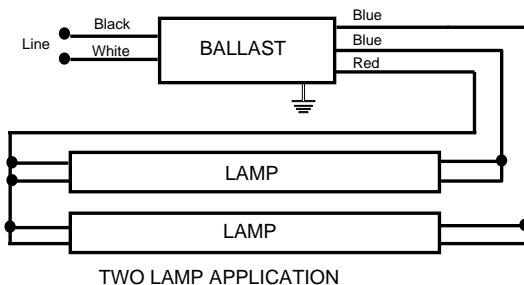 Black
Blue
Line
White
BALLAST
Blue
Red
LAMP
LAMP
TWO LAMP APPLICATION